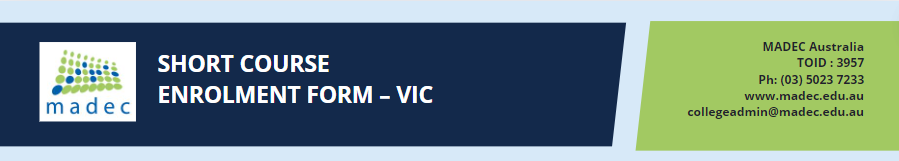 madec
SHORT COURSE
ENROLMENT FORM – VIC
MADEC Australia
TOID : 3957
Ph: (03) 5023 7233
www.madec.edu.au
collegeadmin@madec.edu.au